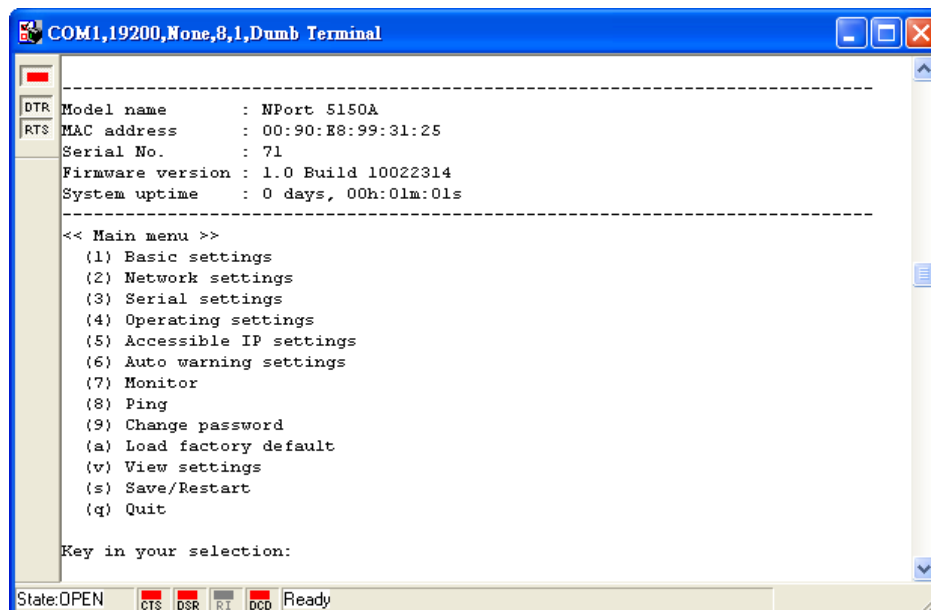 COM1,19200,None,8,1,Dumb Terminal
DTR
RTS
--------------------------------------------------------------------------------
Model name : NPort 5150A
MAC address : 00:90:E8:99:31:25
Serial No. : 71
Firmware version : 1.0 Build 10022314
System uptime : 0 days, 00h:01m:01s
--------------------------------------------------------------------------------
<< Main menu >>
(1) Basic settings
(2) Network settings
(3) Serial settings
(4) Operating settings
(5) Accessible IP settings
(6) Auto warning settings
(7) Monitor
(8) Ping
(9) Change password
(a) Load factory default
(v) View settings
(s) Save/Restart
(q) Quit
Key in your selection:
State:OPEN CTS DSR RI DCD Ready